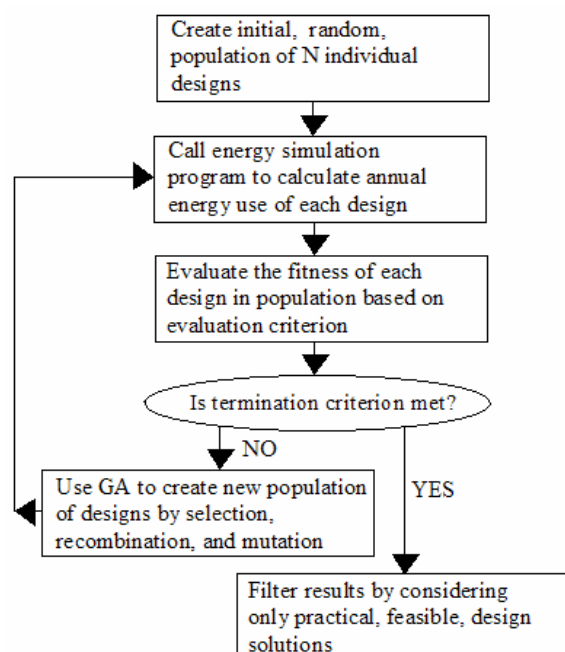 Create initial, random,
population of N individual
designs
Call energy simulation
program to calculate annual
energy use of each design
Evaluate the fitness of each
design in population based on
evaluation criterion
Is termination criterion met?
NO
YES
Use GA to create new population
of designs by selection,
recombination, and mutation
Filter results by considering
only practical, feasible, design
solutions